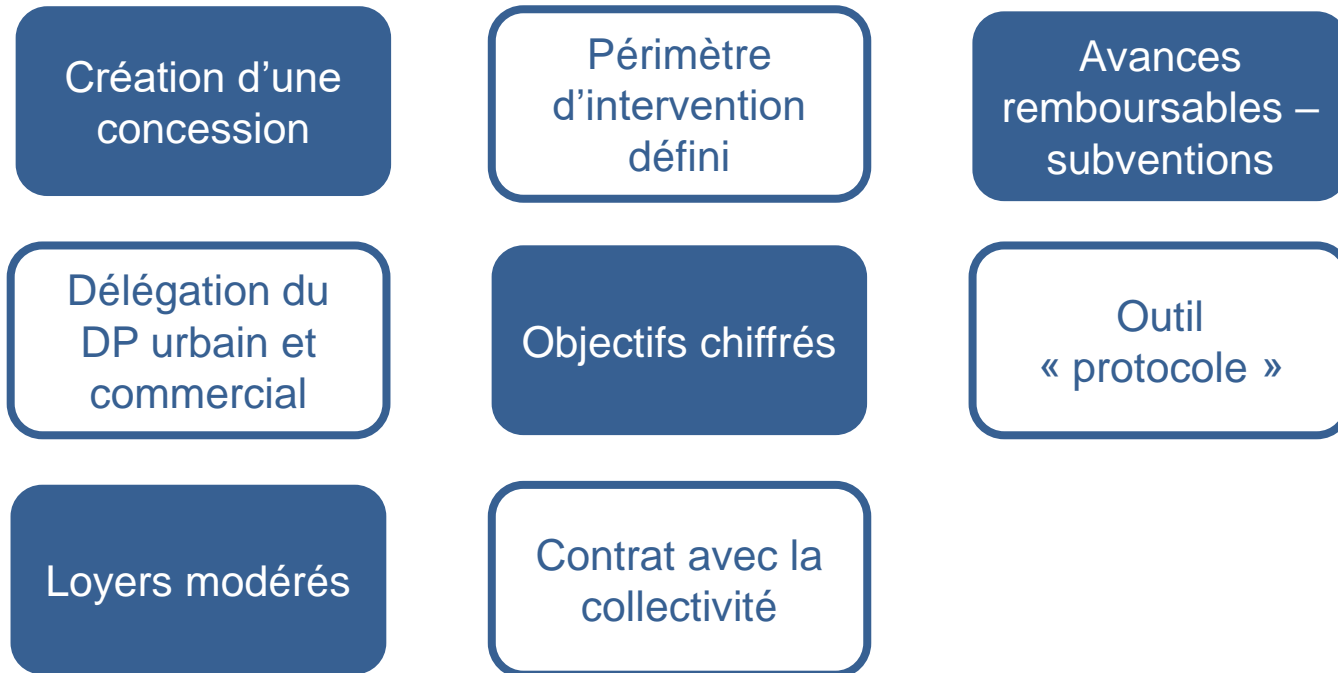 Création d’une
concession
Périmètre
d’intervention
défini
Avances
remboursables –
subventions
Délégation du
DP urbain et
commercial
Objectifs chiffrés
Outil
« protocole »
Loyers modérés
Contrat avec la
collectivité